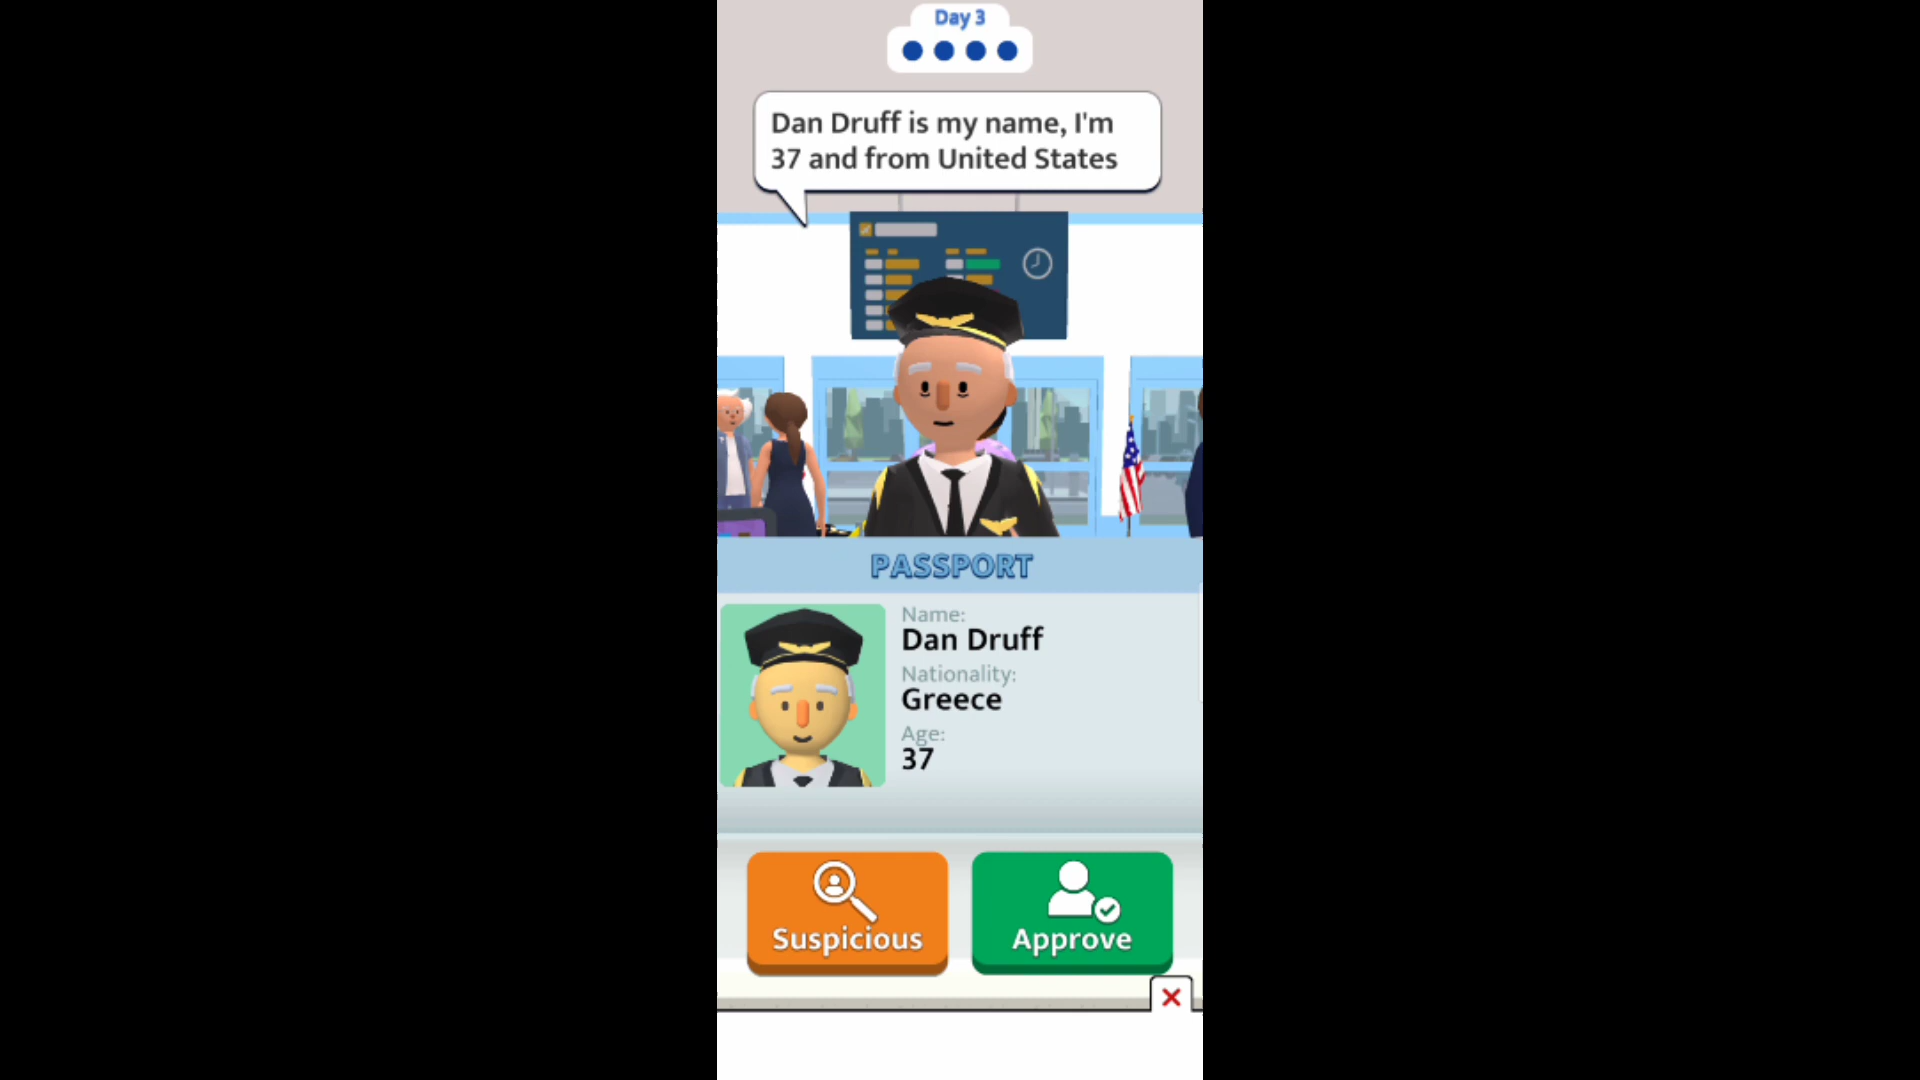 Day 3
Dan Druff is my name, I'm
37 and from United States
PASSPORT
Name:
Dan Druff
Nationality:
Greece
Age:
37
Suspicious
Approve